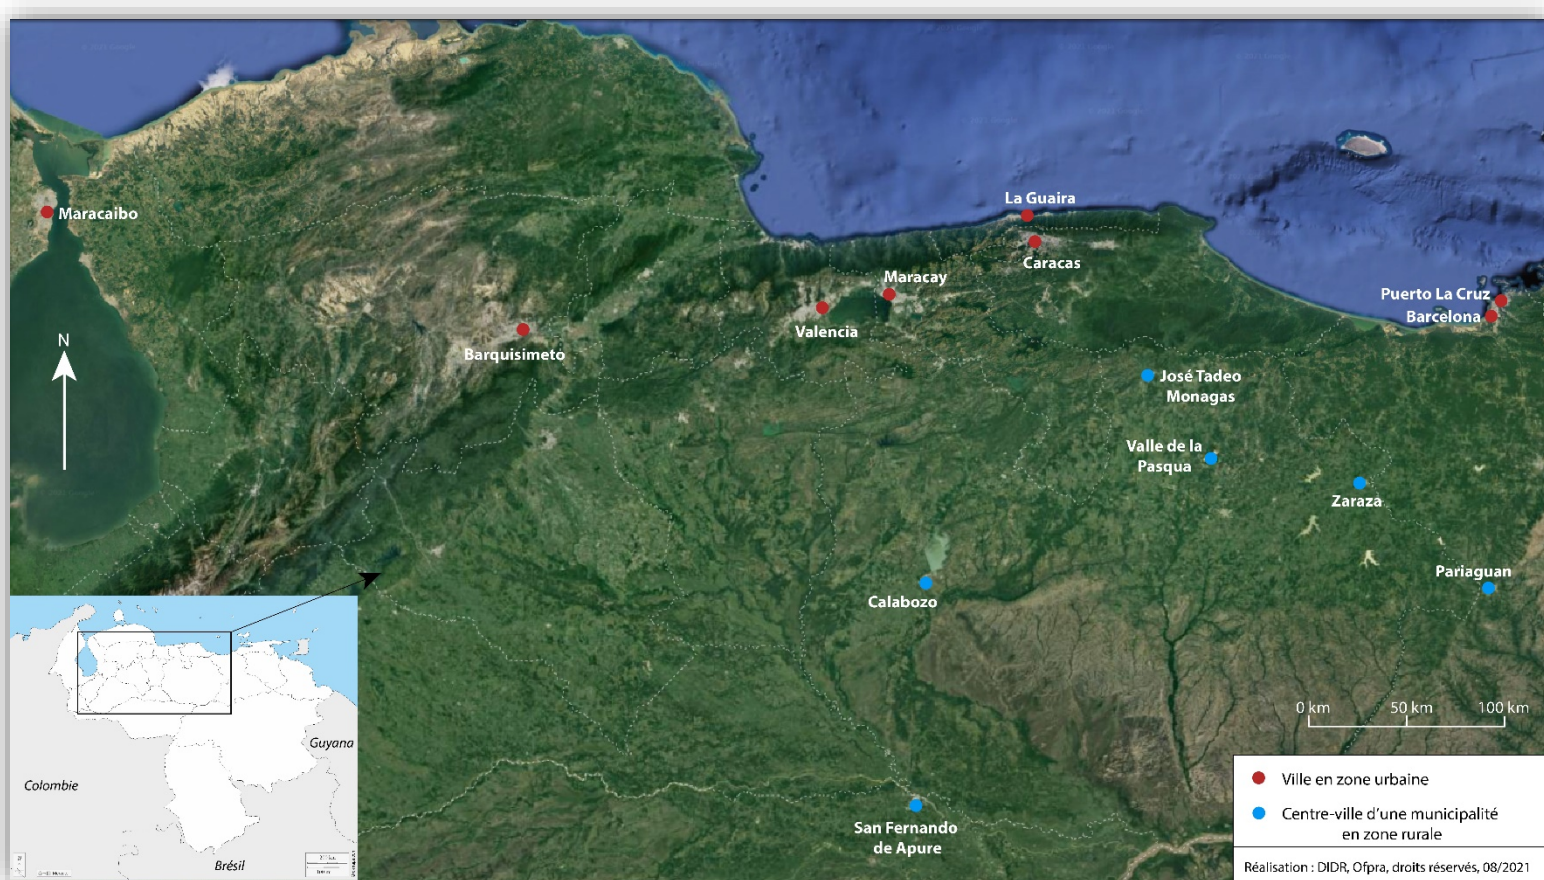 La Guaira
Maracaibo
Caracas
Maracay
Puerto La Cruz
Barcelona
Valencia
N
Barquisimeto
José Tadeo
Monagas
Valle de la
Pasqua
Zaraza
Pariaguan
Calabozo
0 km 50 km 100 km
Guyana
Colombie
Brésil
San Fernando
de Apure
Ville en zone urbaine
Centre-ville d'une municipalité
en zone rurale
Réalisation : DIDR, Ofpra, droits réservés, 08/2021